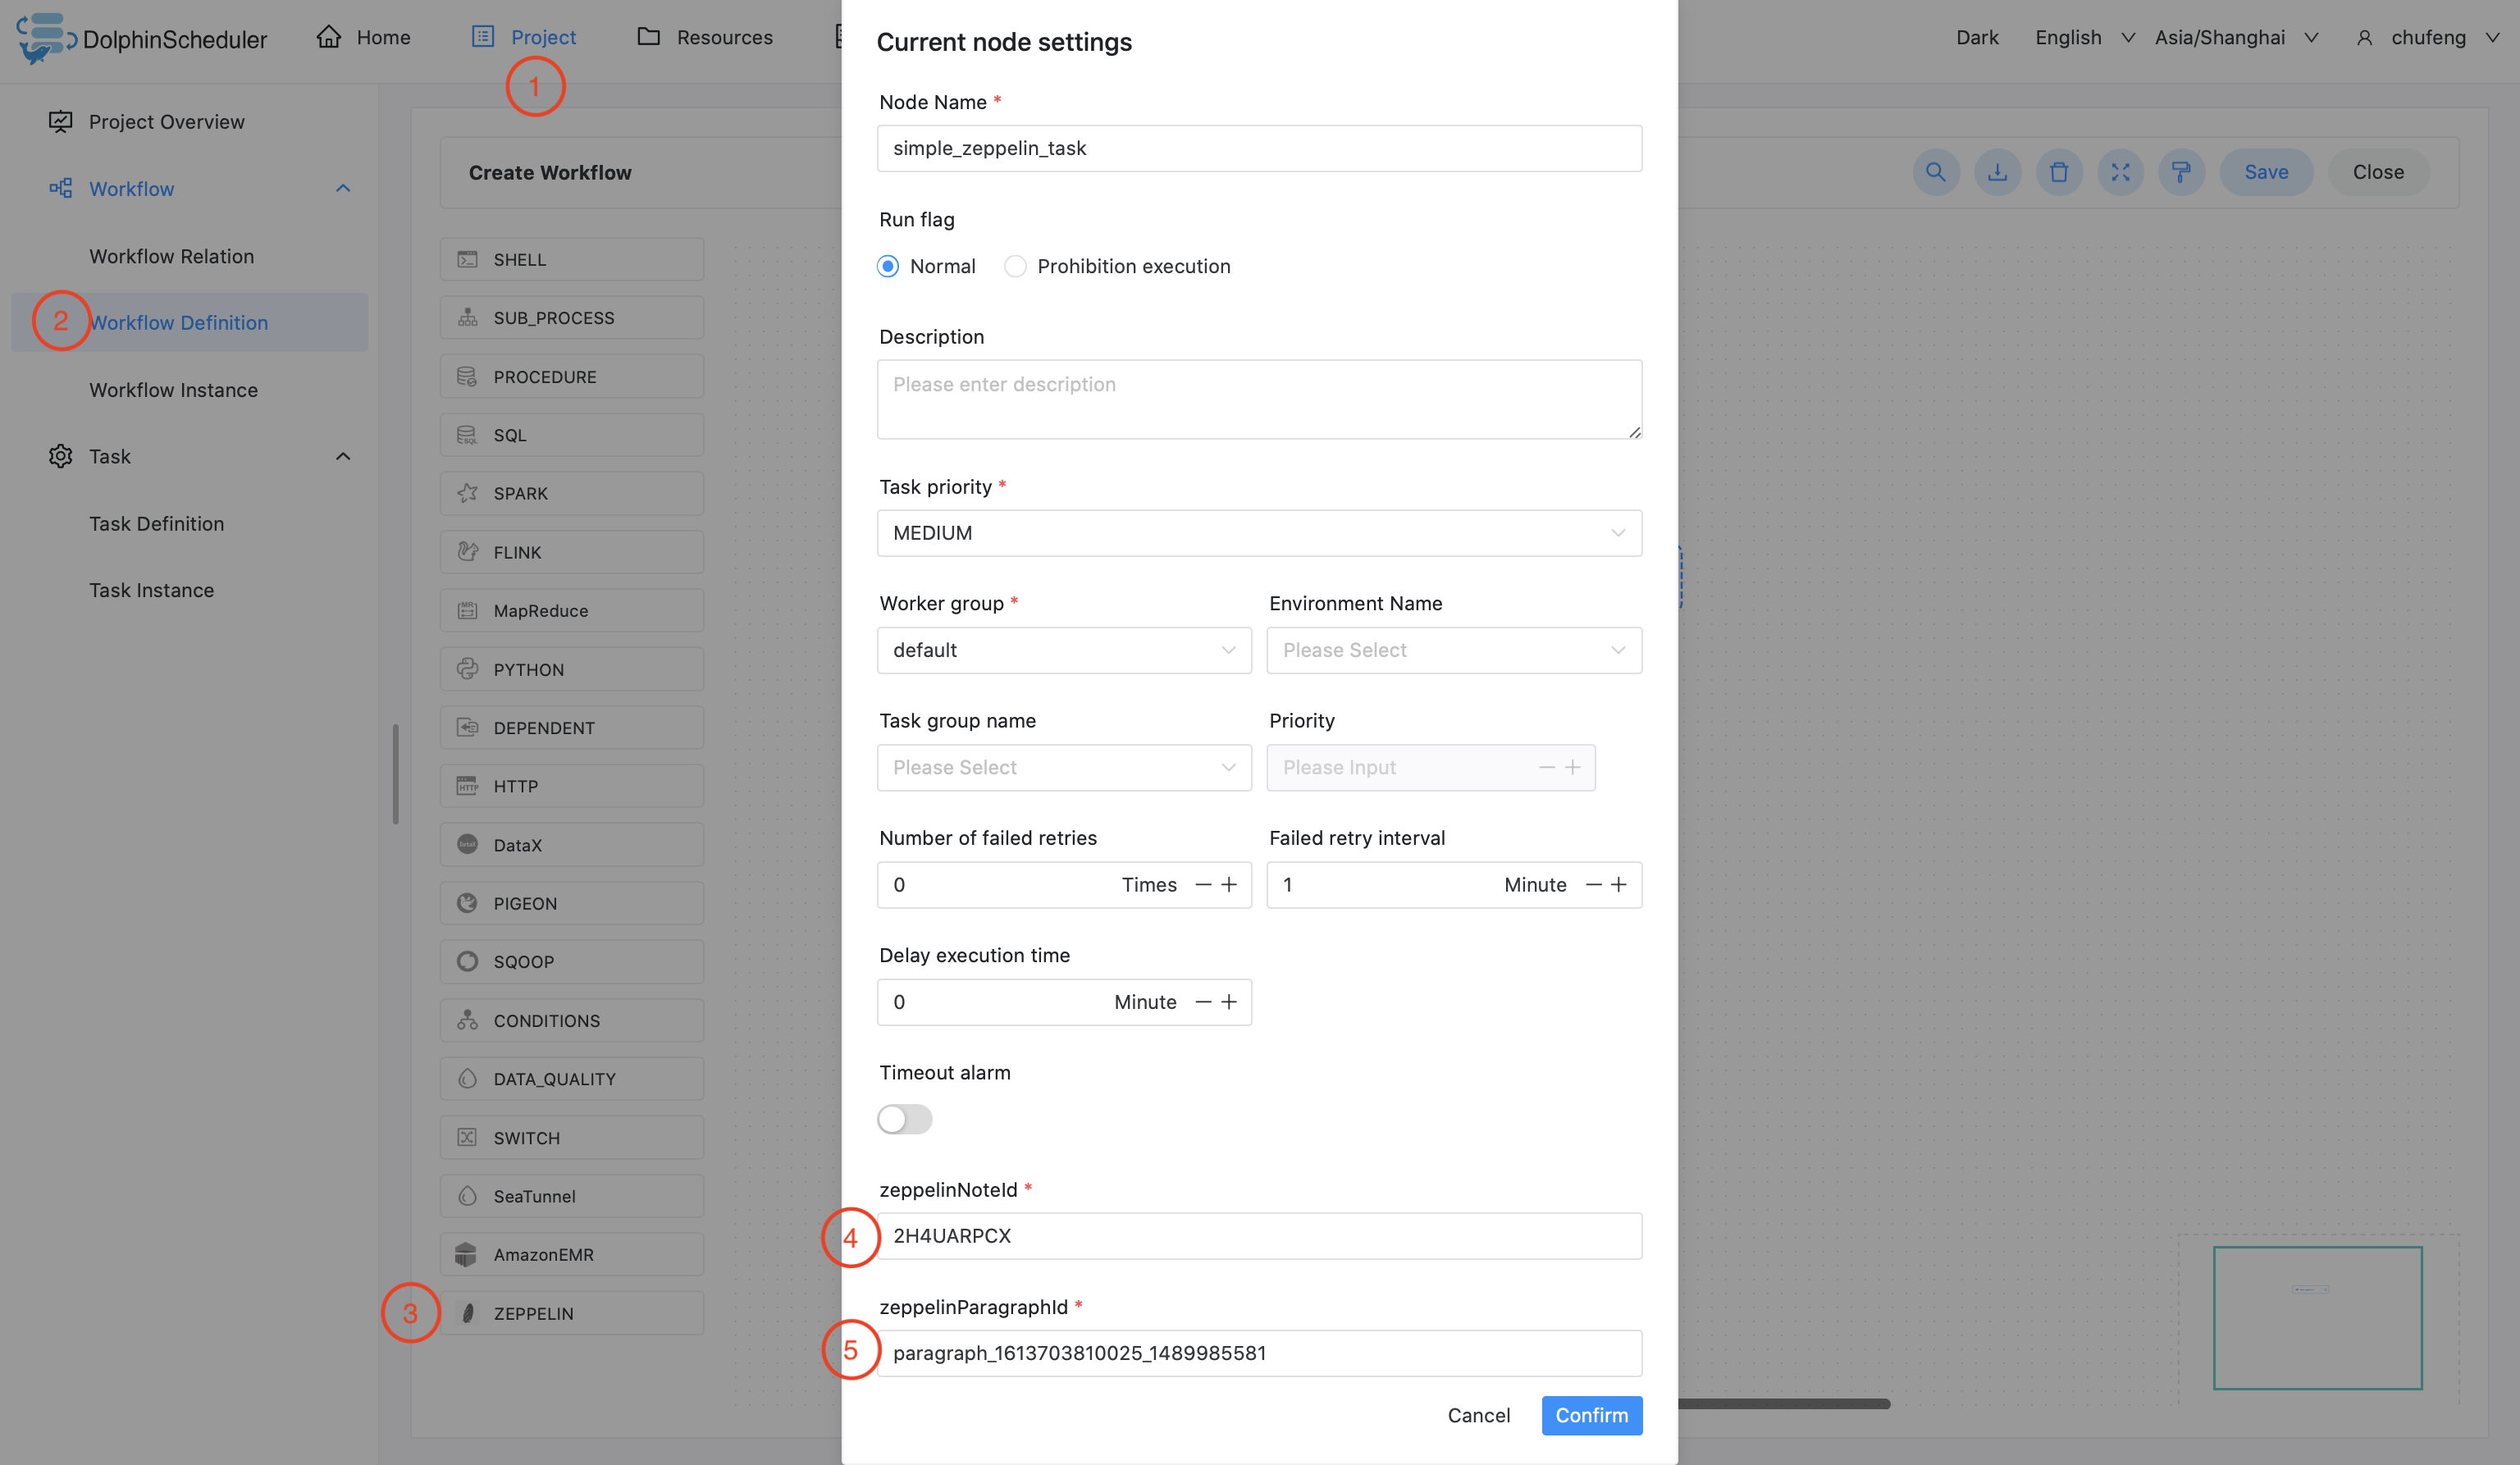 DolphinScheduler
Home
Project
Resources
Dark
English
Asia/Shanghai
chufeng
1
Project Overview
Workflow
Workflow Relation
2
Workflow Definition
Workflow Instance
Task
Task Definition
Task Instance
Create Workflow
Save
Close
SHELL
SUB_PROCESS
PROCEDURE
SQL
SPARK
FLINK
MapReduce
PYTHON
DEPENDENT
HTTP
DataX
PIGEON
SQOOP
CONDITIONS
DATA_QUALITY
SWITCH
SeaTunnel
AmazonEMR
3
ZEPPELIN
Current node settings
Node Name *
simple_zeppelin_task
Run flag
Normal
Prohibition execution
Description
Please enter description
Task priority *
MEDIUM
Worker group *
Environment Name
default
Please Select
Task group name
Priority
Please Select
Please Input
Number of failed retries
Failed retry interval
0 Times
1 Minute
Delay execution time
0 Minute
Timeout alarm
zeppelinNoteId *
4
2H4UARPCX
zeppelinParagraphId *
5
paragraph_1613703810025_1489985581
Cancel
Confirm